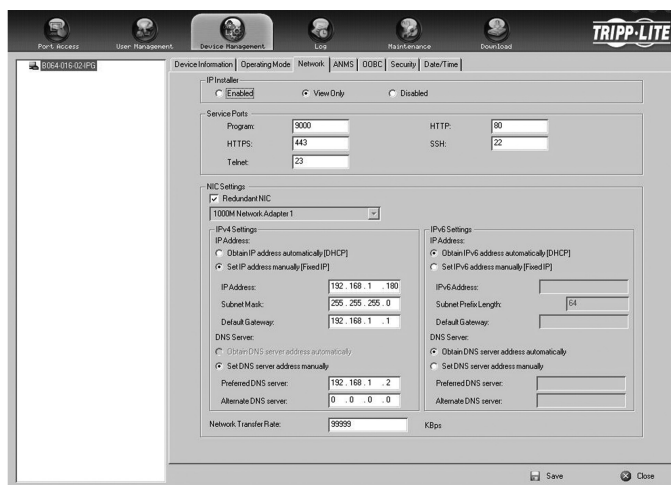 Port Access User Management Device Management Log Maintenance Download TRIPP·LITE
B064-016-02-IPG
Device Information Operating Mode Network ANMS OOBC Security Date/Time
IP Installer
Enabled View Only Disabled
Service Ports
Program: 9000 HTTP: 80
HTTPS: 443 SSH: 22
Telnet: 23
NIC Settings
Redundant NIC
1000M Network Adapter 1
IPv4 Settings
IP Address:
Obtain IP address automatically [DHCP]
Set IP address manually [Fixed IP]
IP Address: 192 . 168 . 1 . 180
Subnet Mask: 255 . 255 . 255 . 0
Default Gateway: 192 . 168 . 1 . 1
DNS Server:
Obtain DNS server address automatically
Set DNS server address manually
Preferred DNS server: 192 . 168 . 1 . 2
Alternate DNS server: 0 . 0 . 0 . 0
IPv6 Settings
IP Address:
Obtain IPv6 address automatically [DHCP]
Set IPv6 address manually [Fixed IP]
IPv6 Address:
Subnet Prefix Length: 64
Default Gateway:
DNS Server:
Obtain DNS server address automatically
Set DNS server address manually
Preferred DNS server:
Alternate DNS server:
Network Transfer Rate: 99999 KBps
Save Close